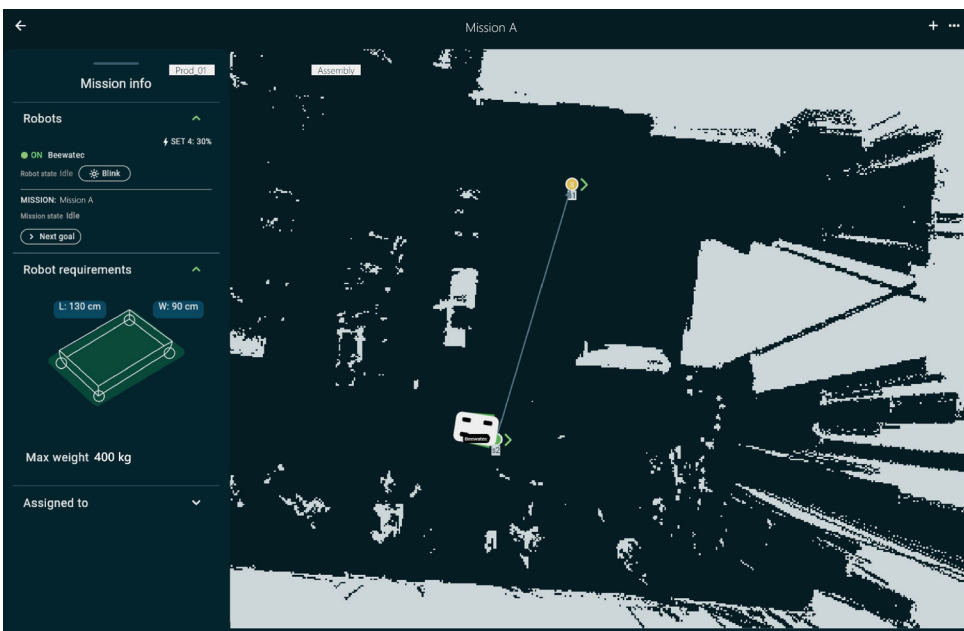 Mission A
Prod_01
Assembly
Mission info
Robots
SET 4: 30%
ON Beewatec
Robot state Idle
Blink
MISSION: Mission A
Mission state Idle
Next goal
Robot requirements
L: 130 cm
W: 90 cm
Max weight 400 kg
Assigned to
Beewatec